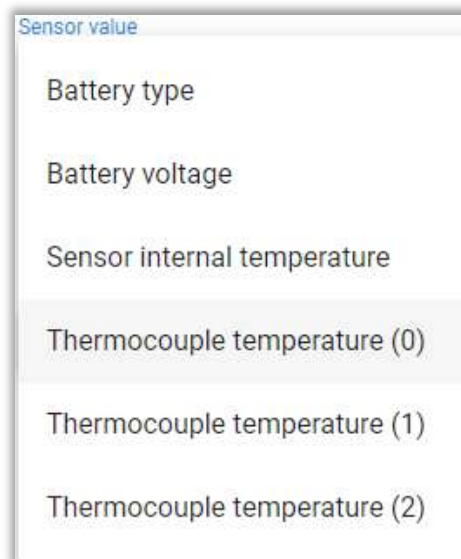 Sensor value
Battery type
Battery voltage
Sensor internal temperature
Thermocouple temperature (0)
Thermocouple temperature (1)
Thermocouple temperature (2)